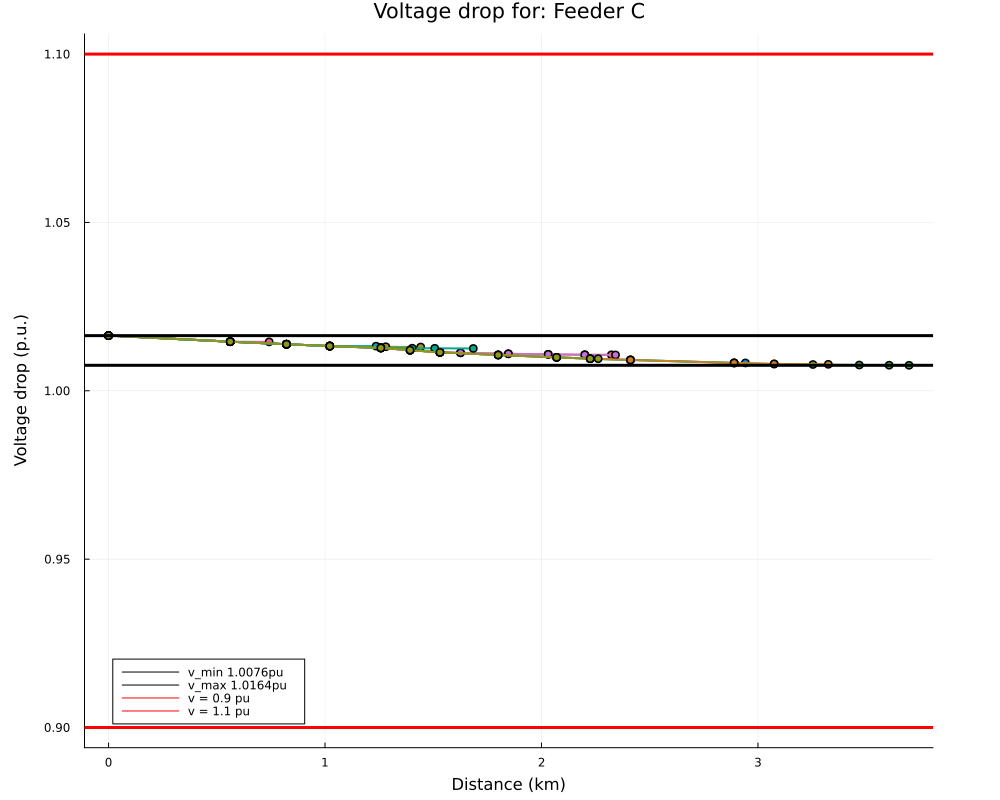 Voltage drop for: Feeder C
1.10
1.05
1.00
0.95
0.90
Voltage drop (p.u.)
v_min 1.0076pu
v_max 1.0164pu
v = 0.9 pu
v = 1.1 pu
0
1
2
3
Distance (km)